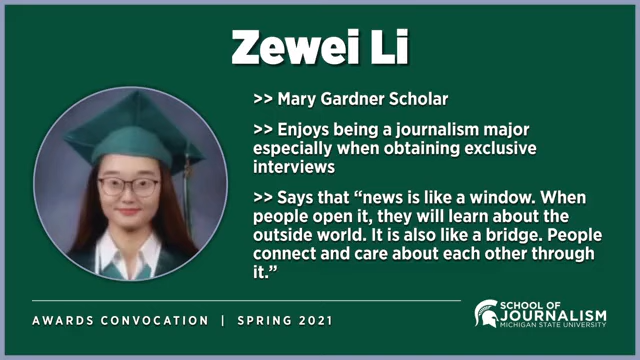 Zewei Li
>> Mary Gardner Scholar
>> Enjoys being a journalism major
especially when obtaining exclusive
interviews
>> Says that “news is like a window. When
people open it, they will learn about the
outside world. It is also like a bridge. People
connect and care about each other through
it.”
AWARDS CONVOCATION | SPRING 2021
SCHOOL OF
JOURNALISM
MICHIGAN STATE UNIVERSITY